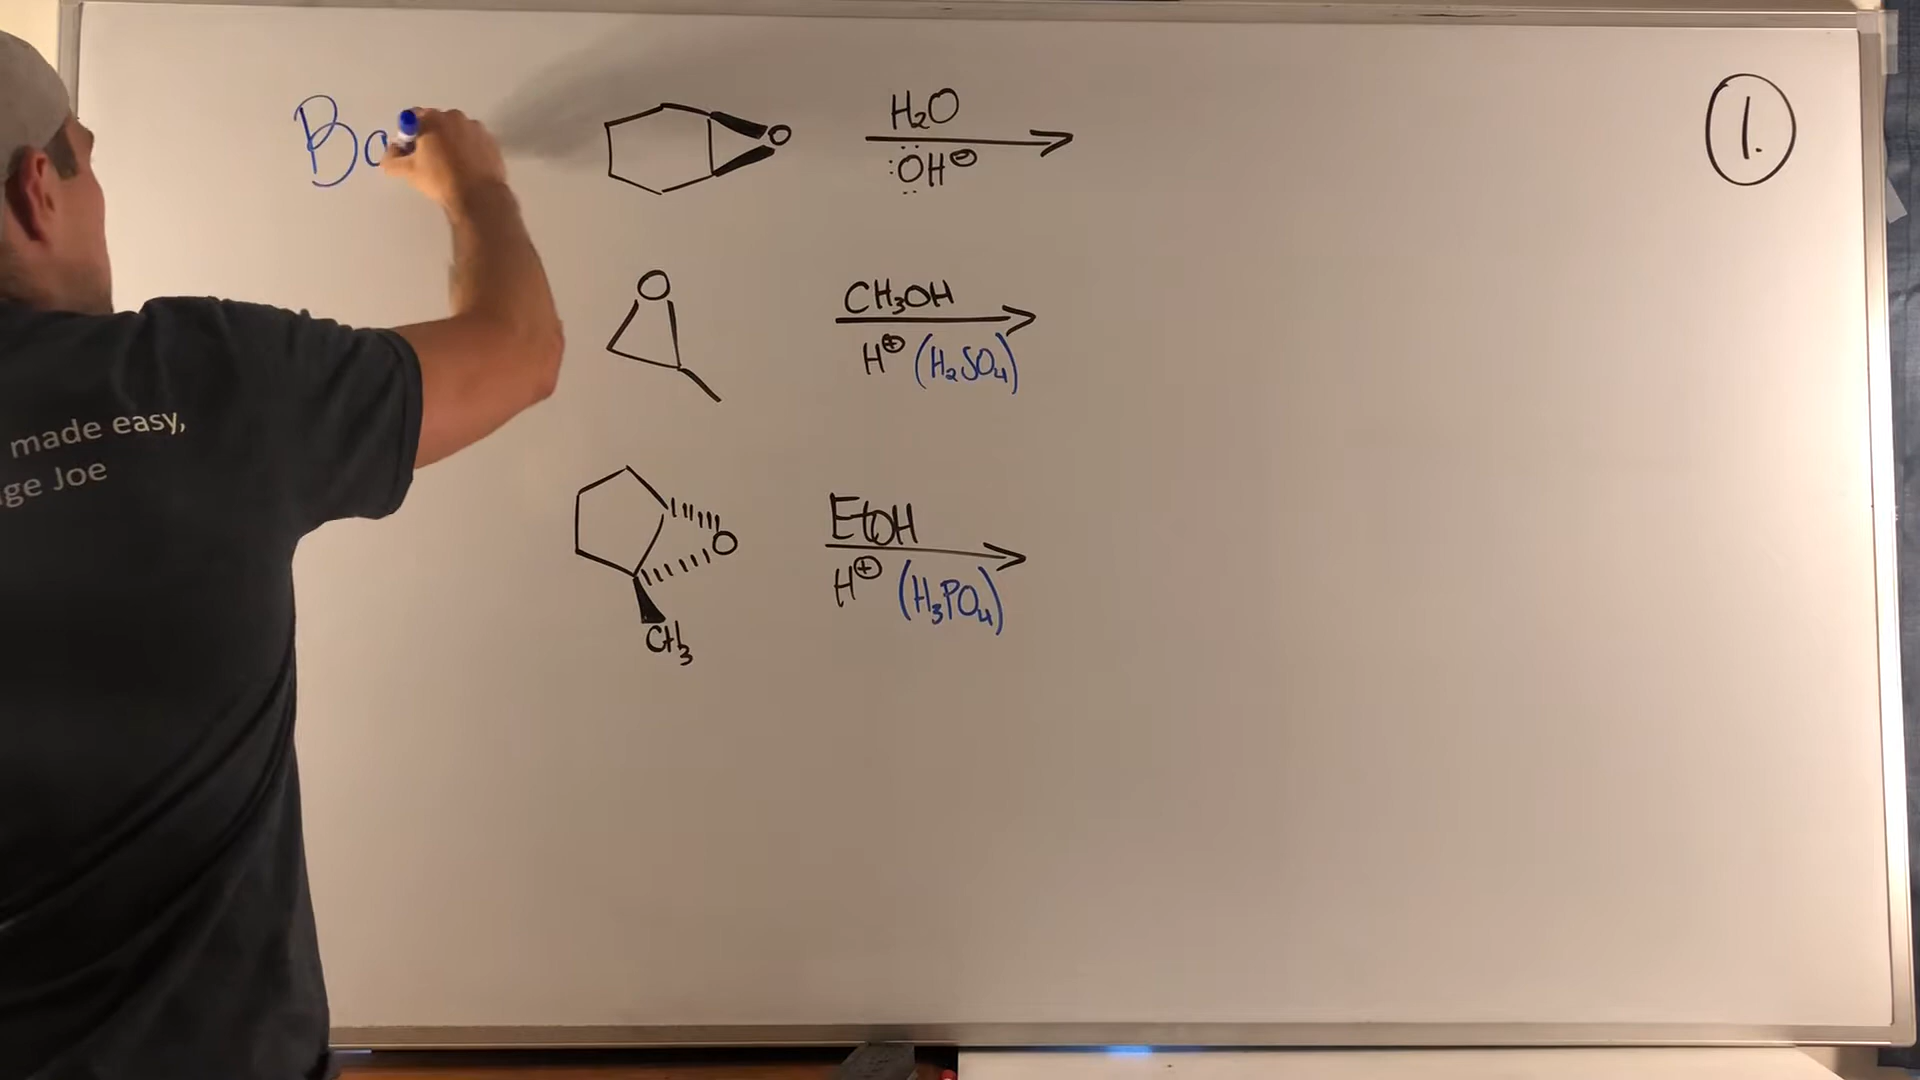 Ba
O
H₂O
:ÖH⊖
1.
O
CH₃OH
H⊕ (H₂SO₄)
made easy,
ge Joe
O
CH₃
EtOH
H⊕ (H₃PO₄)